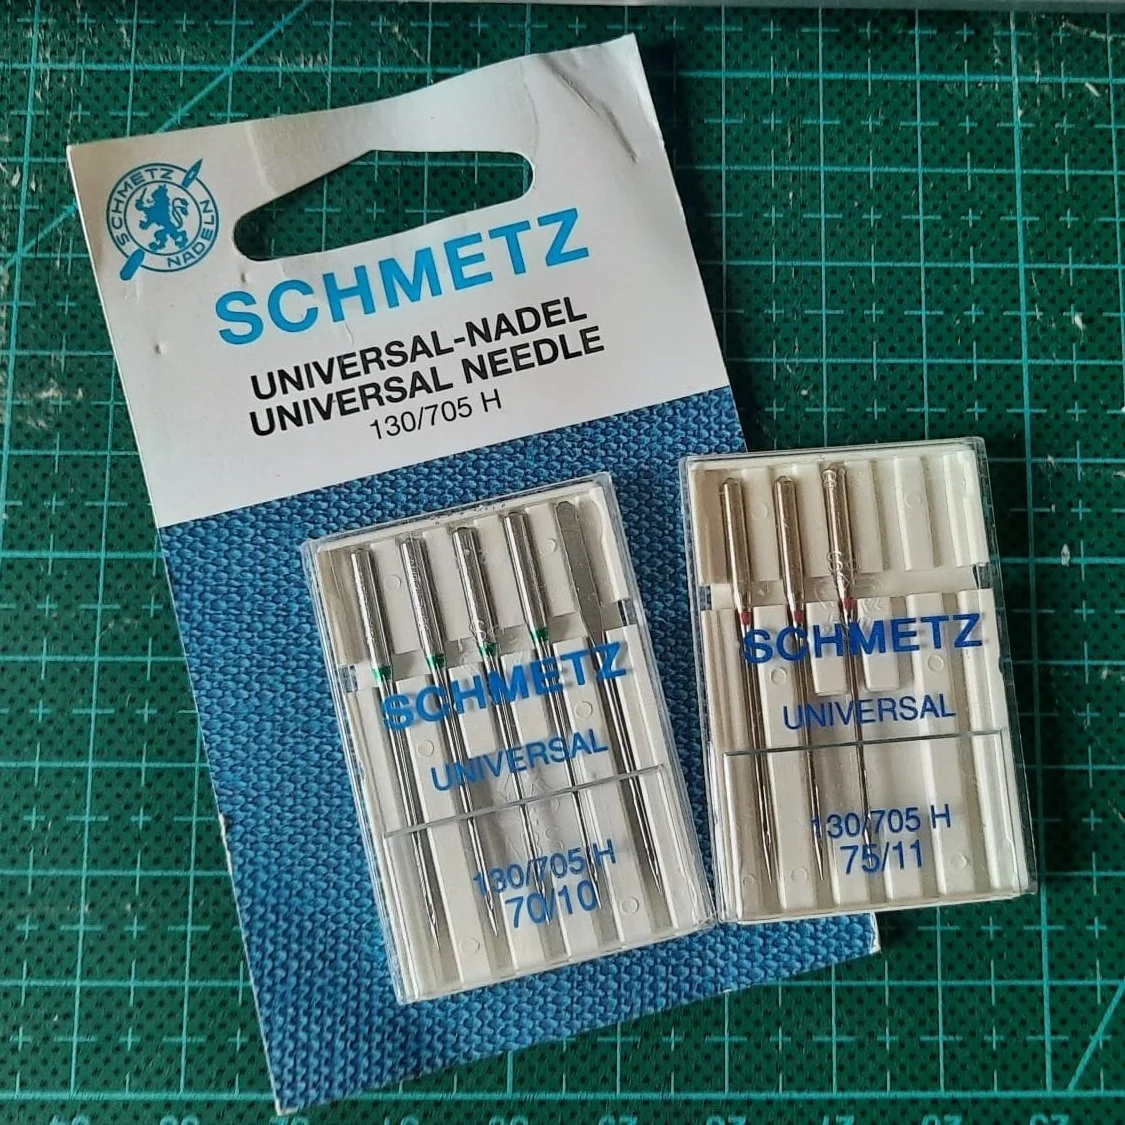 SCHMETZ NADELN
SCHMETZ
UNIVERSAL-NADEL
UNIVERSAL NEEDLE
130/705 H
SCHMETZ
UNIVERSAL
130/705 H
70/10
SCHMETZ
UNIVERSAL
130/705 H
75/11